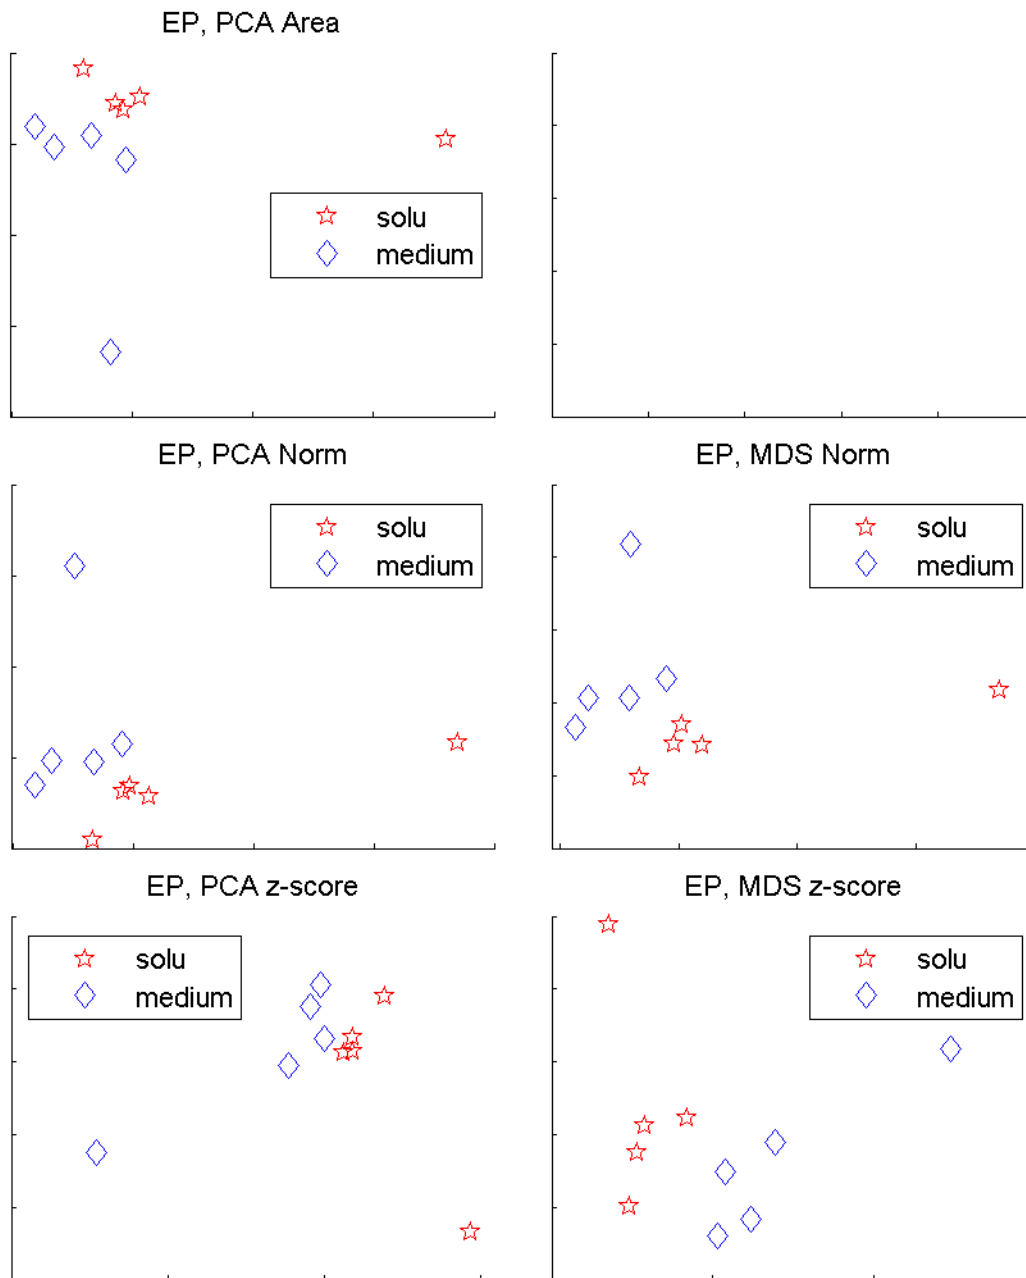 EP, PCA Area
solu
medium
EP, PCA Norm
solu
medium
EP, MDS Norm
solu
medium
EP, PCA z-score
solu
medium
EP, MDS z-score
solu
medium